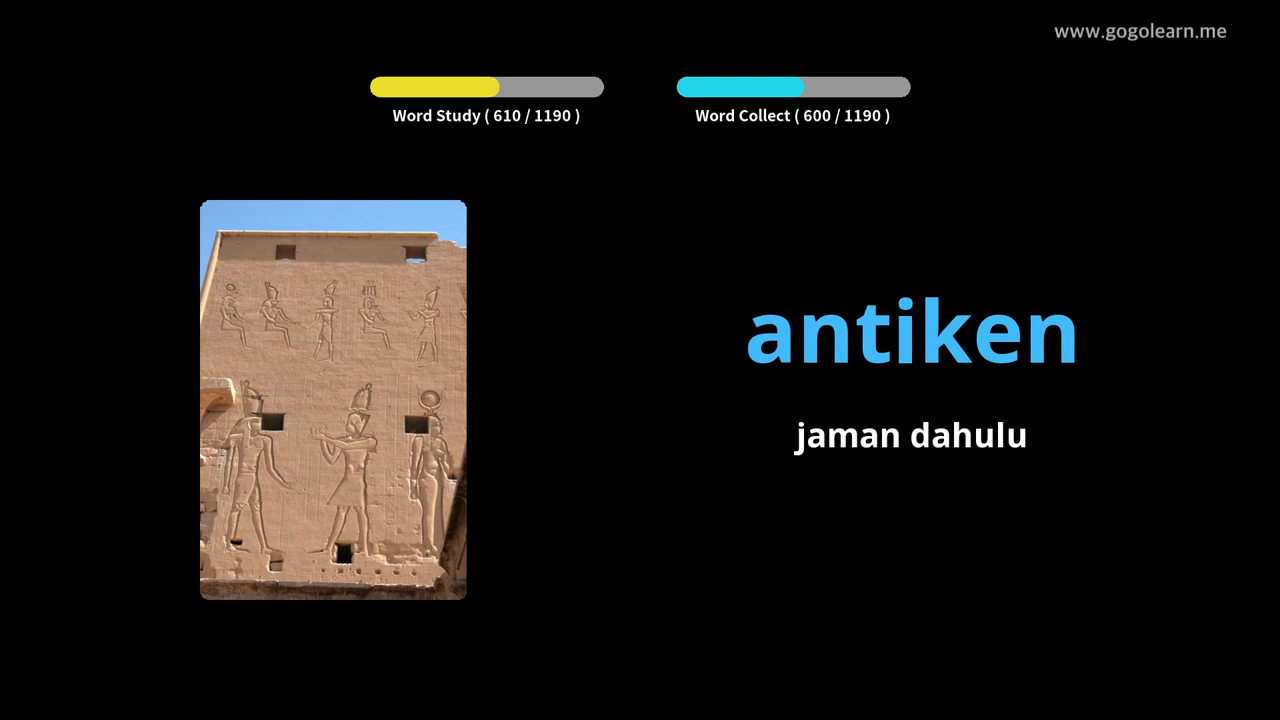 www.gogolearn.me
Word Study ( 610 / 1190 )
Word Collect ( 600 / 1190 )
antiken
jaman dahulu